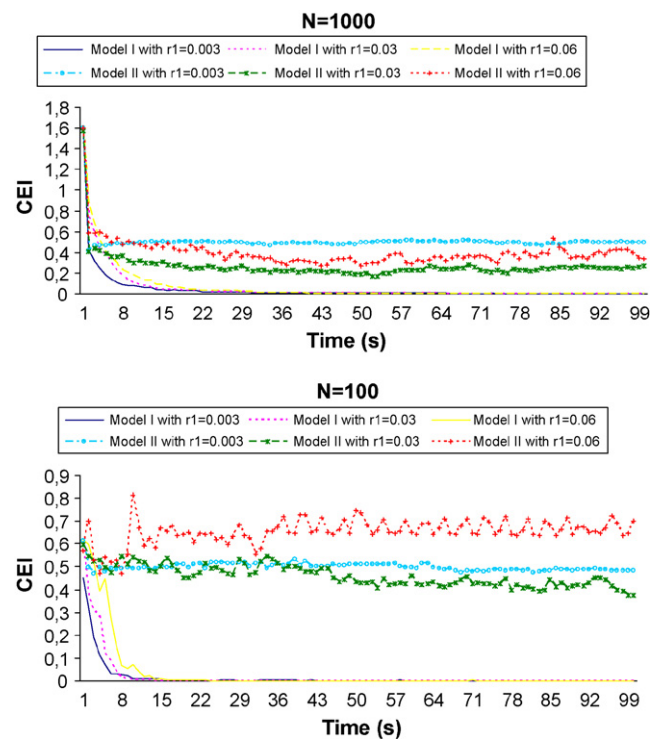 N=1000
Model I with r1=0.003 Model I with r1=0.03 Model I with r1=0.06
Model II with r1=0.003 Model II with r1=0.03 Model II with r1=0.06
CEI
1,8
1,6
1,4
1,2
1
0,8
0,6
0,4
0,2
0
1 8 15 22 29 36 43 50 57 64 71 78 85 92 99
Time (s)
N=100
Model I with r1=0.003 Model I with r1=0.03 Model I with r1=0.06
Model II with r1=0.003 Model II with r1=0.03 Model II with r1=0.06
CEI
0,9
0,8
0,7
0,6
0,5
0,4
0,3
0,2
0,1
0
1 8 15 22 29 36 43 50 57 64 71 78 85 92 99
Time (s)